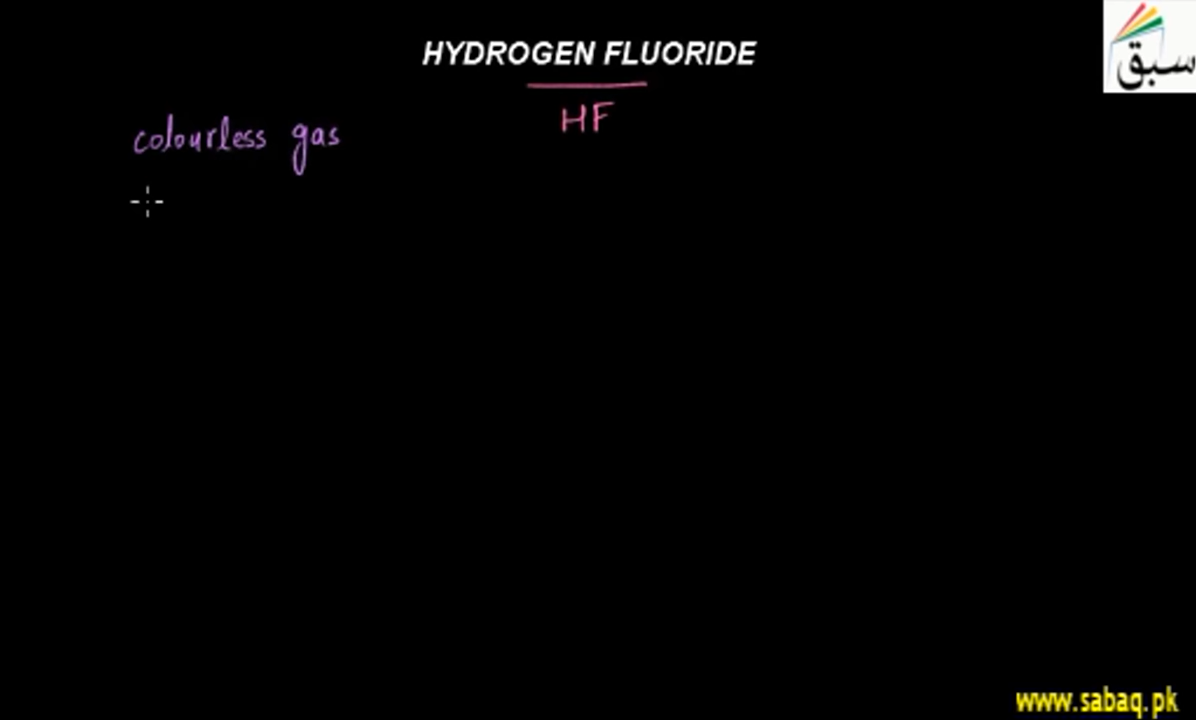 HYDROGEN FLUORIDE
سبق
HF
colourless gas
www.sabaq.pk